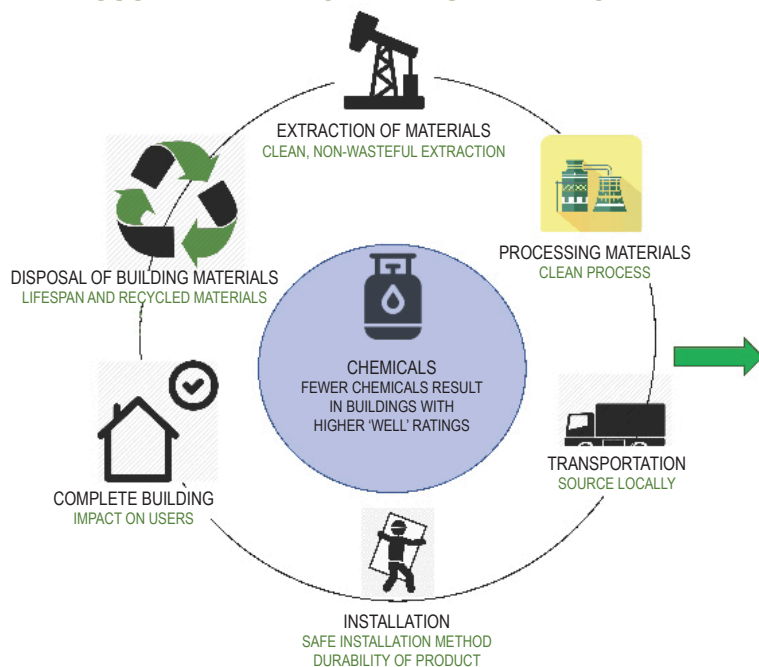 EXTRACTION OF MATERIALS
CLEAN, NON-WASTEFUL EXTRACTION
PROCESSING MATERIALS
CLEAN PROCESS
DISPOSAL OF BUILDING MATERIALS
LIFESPAN AND RECYCLED MATERIALS
CHEMICALS
FEWER CHEMICALS RESULT
IN BUILDINGS WITH
HIGHER ‘WELL’ RATINGS
TRANSPORTATION
SOURCE LOCALLY
COMPLETE BUILDING
IMPACT ON USERS
INSTALLATION
SAFE INSTALLATION METHOD
DURABILITY OF PRODUCT